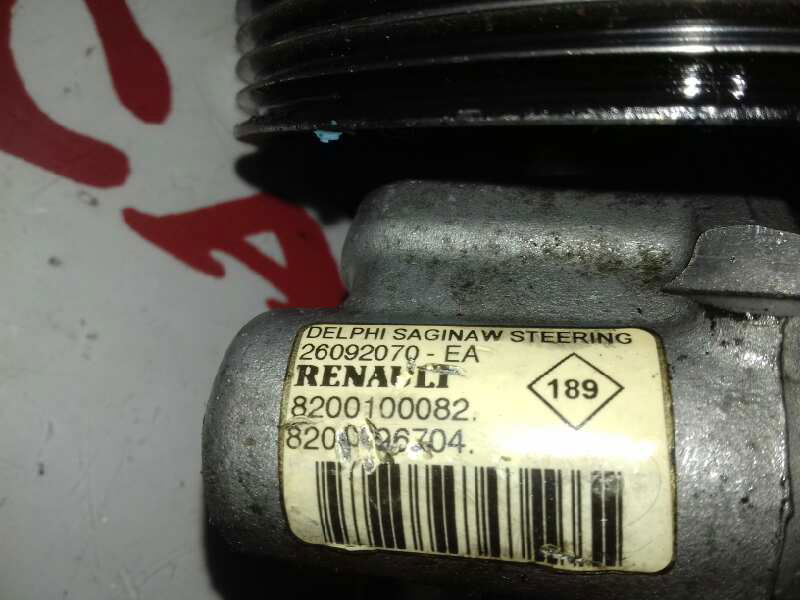 DELPHI SAGINAW STEERING
26092070 - EA
RENAULT
189
8200100082.